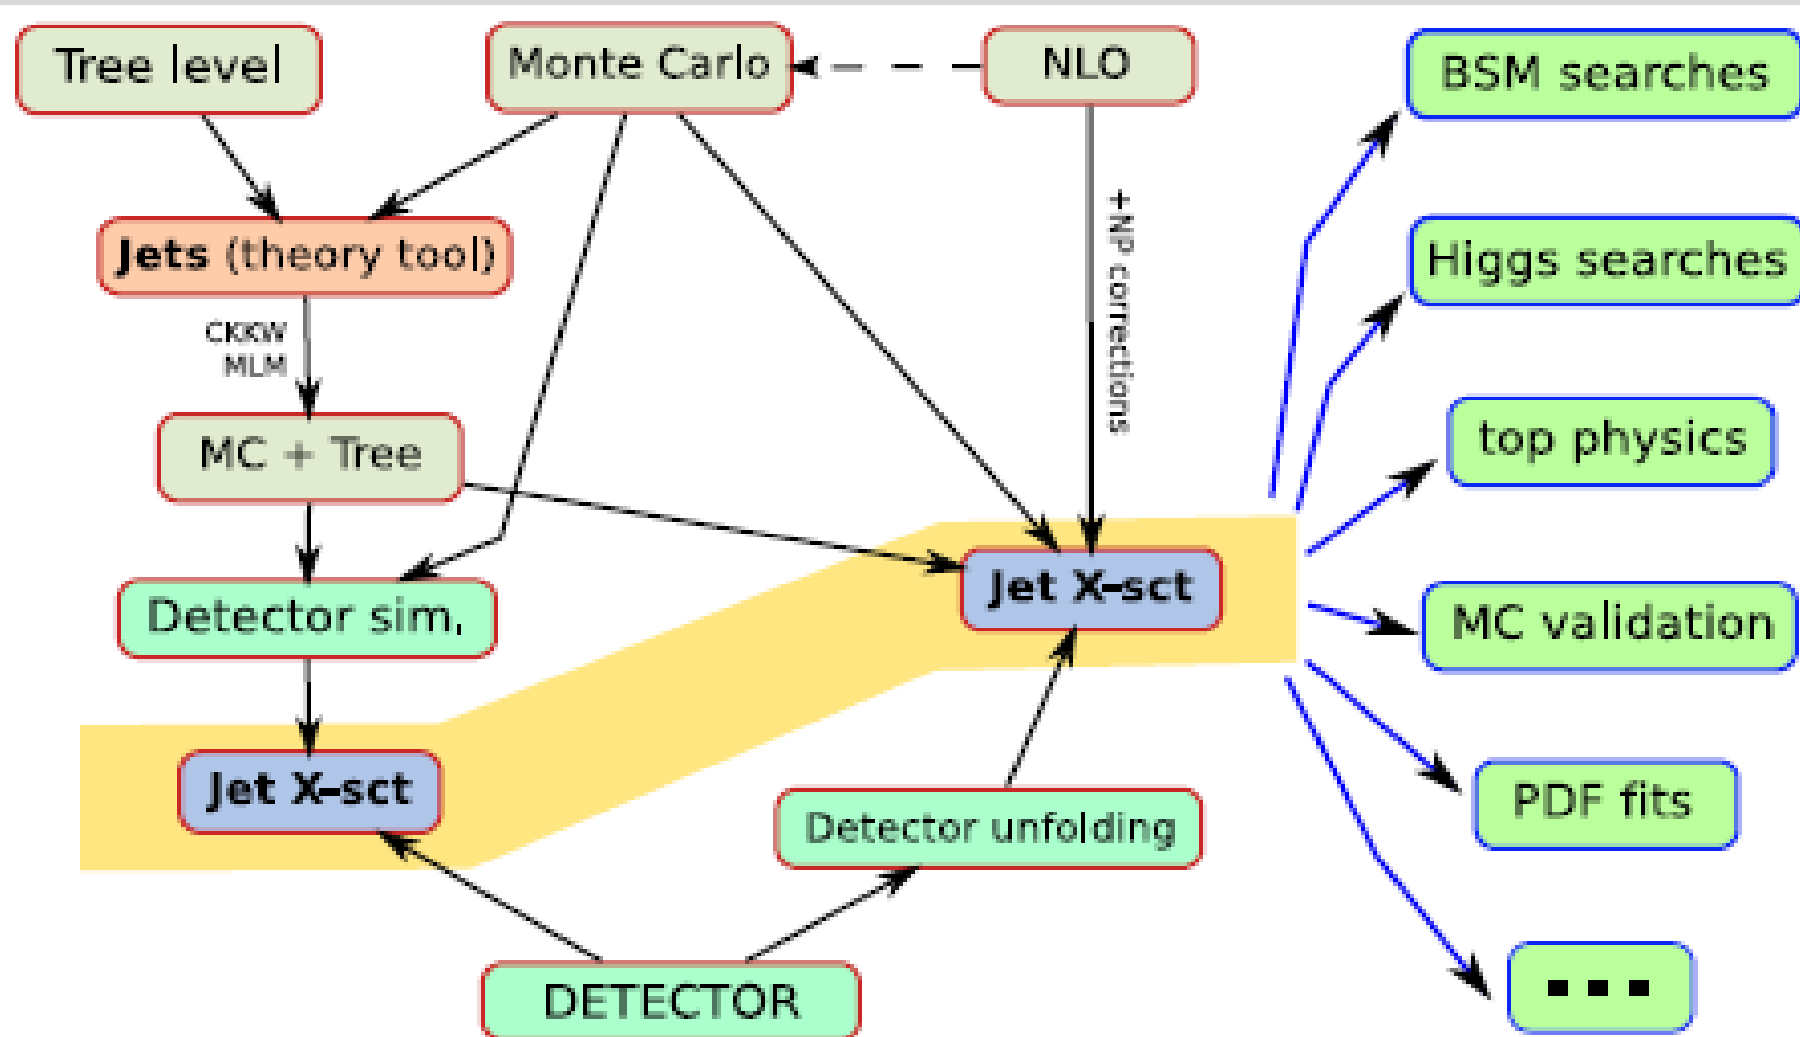 Tree level
Monte Carlo
NLO
BSM searches
+NP corrections
Jets (theory tool)
Higgs searches
CKKW
MLM
MC + Tree
top physics
Detector sim.
Jet X-sct
MC validation
Jet X-sct
Detector unfolding
PDF fits
DETECTOR
...